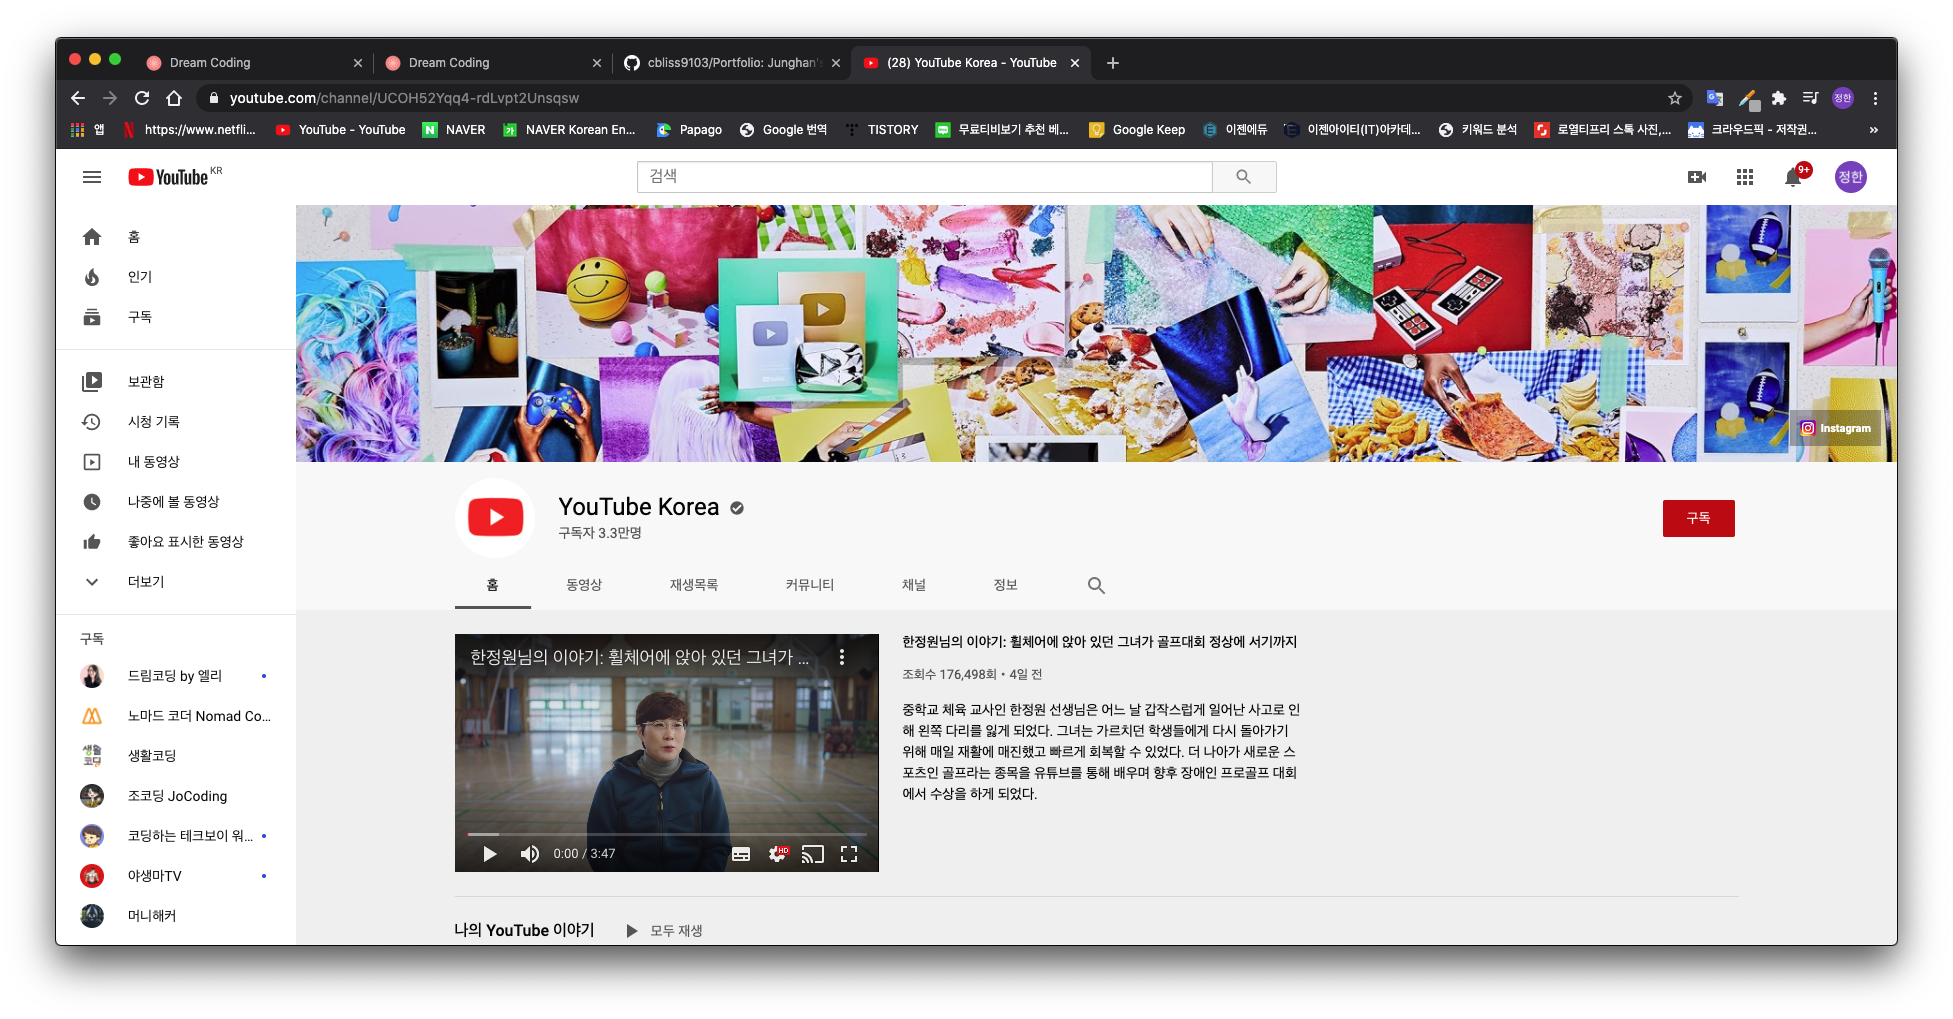 Dream Coding
Dream Coding
cbliss9103/Portfolio: Junghan's
(28) YouTube Korea - YouTube
youtube.com/channel/UCOH52Yqq4-rdLvpt2Unsqsw
정한
앱
https://www.netfli...
YouTube - YouTube
NAVER
NAVER Korean En...
Papago
Google 번역
TISTORY
무료티비보기 추천 베...
Google Keep
이젠에듀
이젠아이티(IT)아카데...
키워드 분석
로열티프리 스톡 사진,...
크라우드픽 - 저작권...
»
YouTube KR
검색
9+
정한
홈
인기
구독
보관함
시청 기록
내 동영상
나중에 볼 동영상
좋아요 표시한 동영상
더보기
구독
드림코딩 by 엘리
노마드 코더 Nomad Co...
생활코딩
조코딩 JoCoding
코딩하는 테크보이 워...
야생마TV
머니해커
Instagram
YouTube Korea
구독자 3.3만명
구독
홈
동영상
재생목록
커뮤니티
채널
정보
한정원님의 이야기: 휠체어에 앉아 있던 그녀가 ...
0:00 / 3:47
HD
한정원님의 이야기: 휠체어에 앉아 있던 그녀가 골프대회 정상에 서기까지
조회수 176,498회 • 4일 전
중학교 체육 교사인 한정원 선생님은 어느 날 갑작스럽게 일어난 사고로 인
해 왼쪽 다리를 잃게 되었다. 그녀는 가르치던 학생들에게 다시 돌아가기
위해 매일 재활에 매진했고 빠르게 회복할 수 있었다. 더 나아가 새로운 스
포츠인 골프라는 종목을 유튜브를 통해 배우며 향후 장애인 프로골프 대회
에서 수상을 하게 되었다.
나의 YouTube 이야기
모두 재생